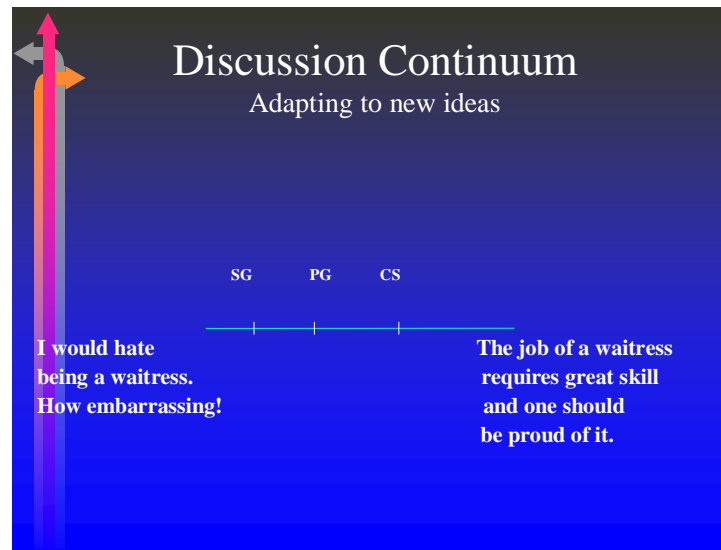 Discussion Continuum
Adapting to new ideas
SG PG CS
I would hate
being a waitress.
How embarrassing!
The job of a waitress
requires great skill
and one should
be proud of it.